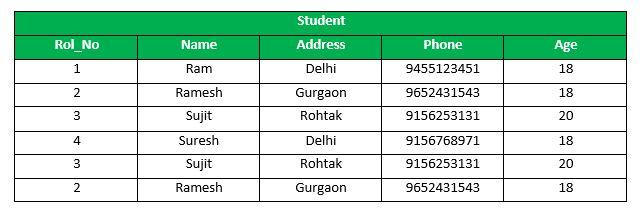 Student
Rol_No Name Address Phone Age
1 Ram Delhi 9455123451 18
2 Ramesh Gurgaon 9652431543 18
3 Sujit Rohtak 9156253131 20
4 Suresh Delhi 9156768971 18
3 Sujit Rohtak 9156253131 20
2 Ramesh Gurgaon 9652431543 18